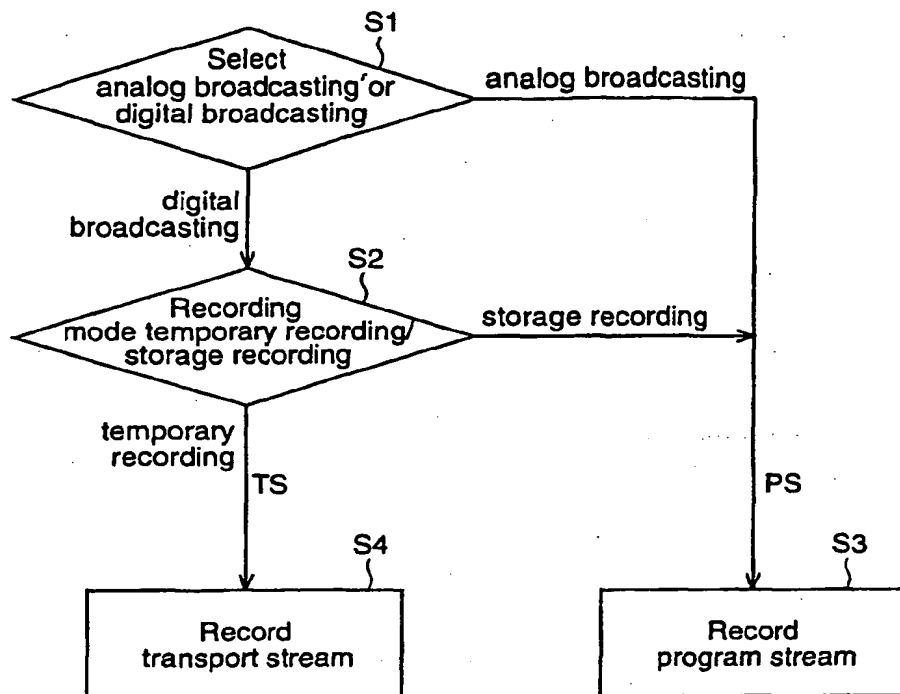 S1
Select
analog broadcasting or
digital broadcasting
analog broadcasting
digital
broadcasting
S2
Recording
mode temporary recording/
storage recording
storage recording
temporary
recording
TS
PS
S4
S3
Record
transport stream
Record
program stream